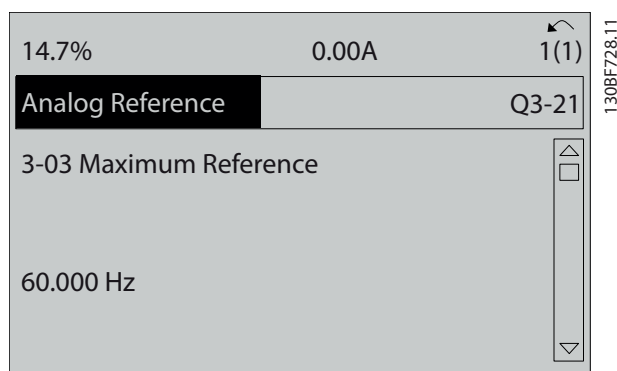 14.7% 0.00A 1(1)
Analog Reference Q3-21
3-03 Maximum Reference
60.000 Hz
130BF728.11